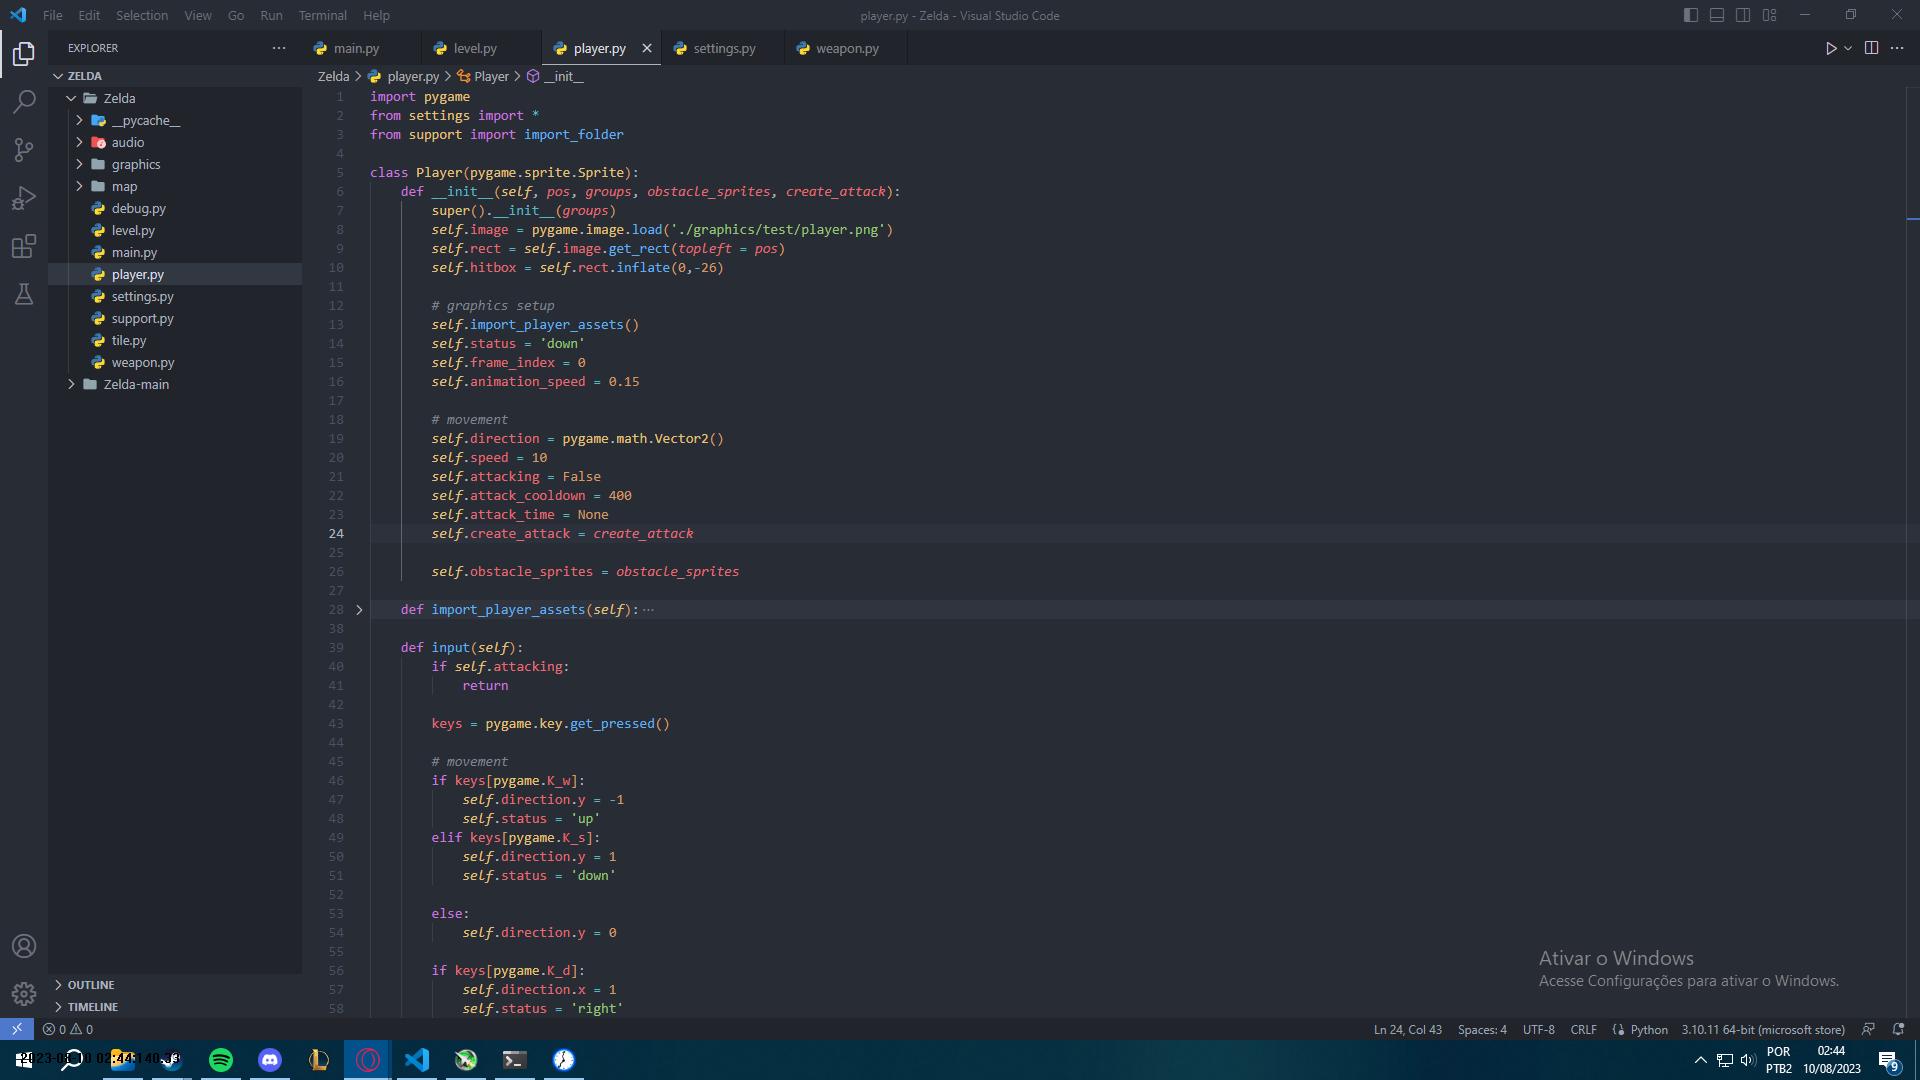 File Edit Selection View Go Run Terminal Help
player.py - Zelda - Visual Studio Code
EXPLORER
main.py
level.py
player.py
settings.py
weapon.py
ZELDA
Zelda
__pycache__
audio
graphics
map
debug.py
level.py
main.py
player.py
settings.py
support.py
tile.py
weapon.py
Zelda-main
OUTLINE
TIMELINE
Zelda > player.py > Player > __init__
1 import pygame
2 from settings import *
3 from support import import_folder
4
5 class Player(pygame.sprite.Sprite):
6 def __init__(self, pos, groups, obstacle_sprites, create_attack):
7 super().__init__(groups)
8 self.image = pygame.image.load('./graphics/test/player.png')
9 self.rect = self.image.get_rect(topleft = pos)
10 self.hitbox = self.rect.inflate(0,-26)
11
12 # graphics setup
13 self.import_player_assets()
14 self.status = 'down'
15 self.frame_index = 0
16 self.animation_speed = 0.15
17
18 # movement
19 self.direction = pygame.math.Vector2()
20 self.speed = 10
21 self.attacking = False
22 self.attack_cooldown = 400
23 self.attack_time = None
24 self.create_attack = create_attack
25
26 self.obstacle_sprites = obstacle_sprites
27
28 def import_player_assets(self): ...
38
39 def input(self):
40 if self.attacking:
41 return
42
43 keys = pygame.key.get_pressed()
44
45 # movement
46 if keys[pygame.K_w]:
47 self.direction.y = -1
48 self.status = 'up'
49 elif keys[pygame.K_s]:
50 self.direction.y = 1
51 self.status = 'down'
52
53 else:
54 self.direction.y = 0
55
56 if keys[pygame.K_d]:
57 self.direction.x = 1
58 self.status = 'right'
Ativar o Windows
Acesse Configurações para ativar o Windows.
0 0
Ln 24, Col 43 Spaces: 4 UTF-8 CRLF Python 3.10.11 64-bit (microsoft store)
POR
PTB2
02:44
10/08/2023
9